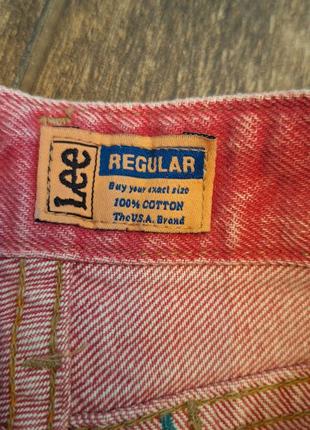 Lee
REGULAR
Buy your exact size
100% COTTON
The U.S.A. Brand